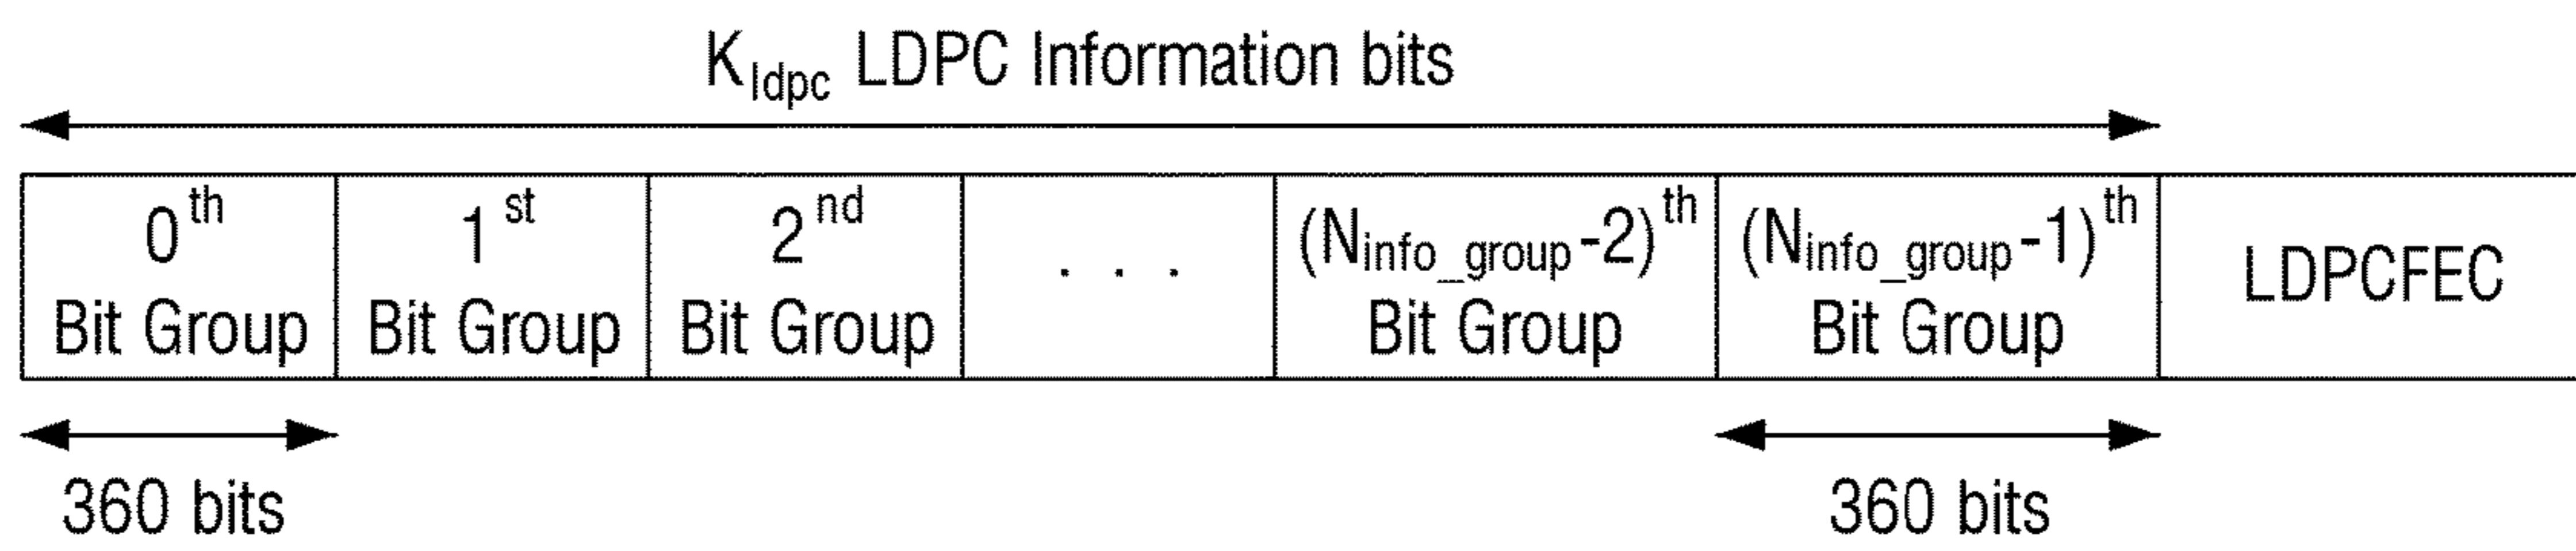 K_ldpc LDPC Information bits
0th Bit Group
1st Bit Group
2nd Bit Group
. . .
(N_info_group-2)th Bit Group
(N_info_group-1)th Bit Group
LDPCFEC
360 bits
360 bits